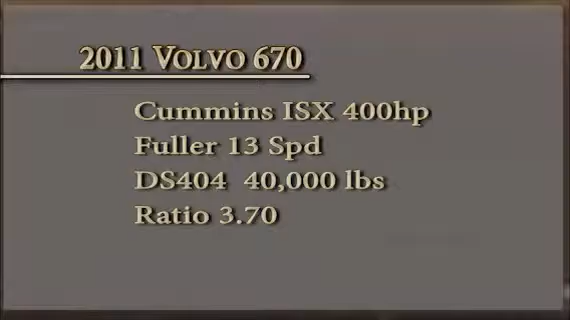 2011 VOLVO 670
Cummins ISX 400hp
Fuller 13 Spd
DS404 40,000 lbs
Ratio 3.70